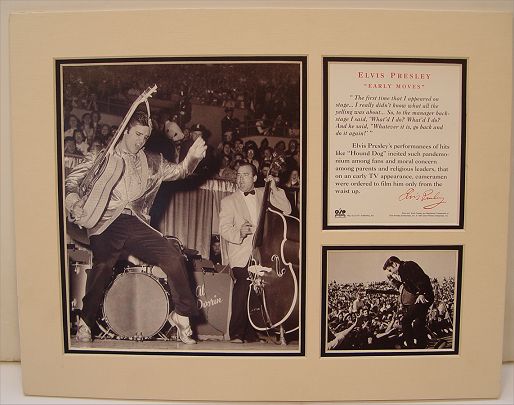 ELVIS PRESLEY
"EARLY MOVES"
"The first time that I appeared on
stage... I really didn't know what all the
yelling was about... So, to the manager back-
stage I said, 'What'd I do? What'd I do?'
And he said, "Whatever it is, go back and
do it again!'"
Elvis Presley's performances of hits
like "Hound Dog" incited such pandemo-
nium among fans and moral concern
among parents and religious leaders, that
on an early TV appearance, cameramen
were ordered to film him only from the
waist up.
Elvis Presley